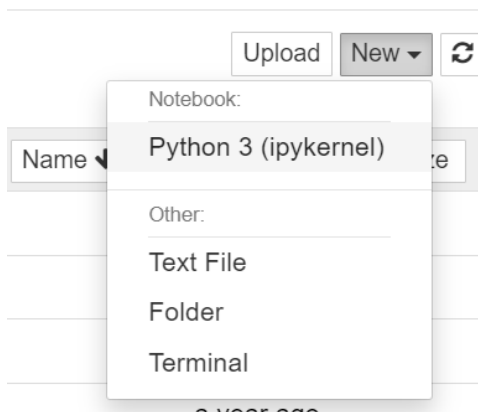 Upload New
Notebook:
Python 3 (ipykernel)
Name
Other:
Text File
Folder
Terminal